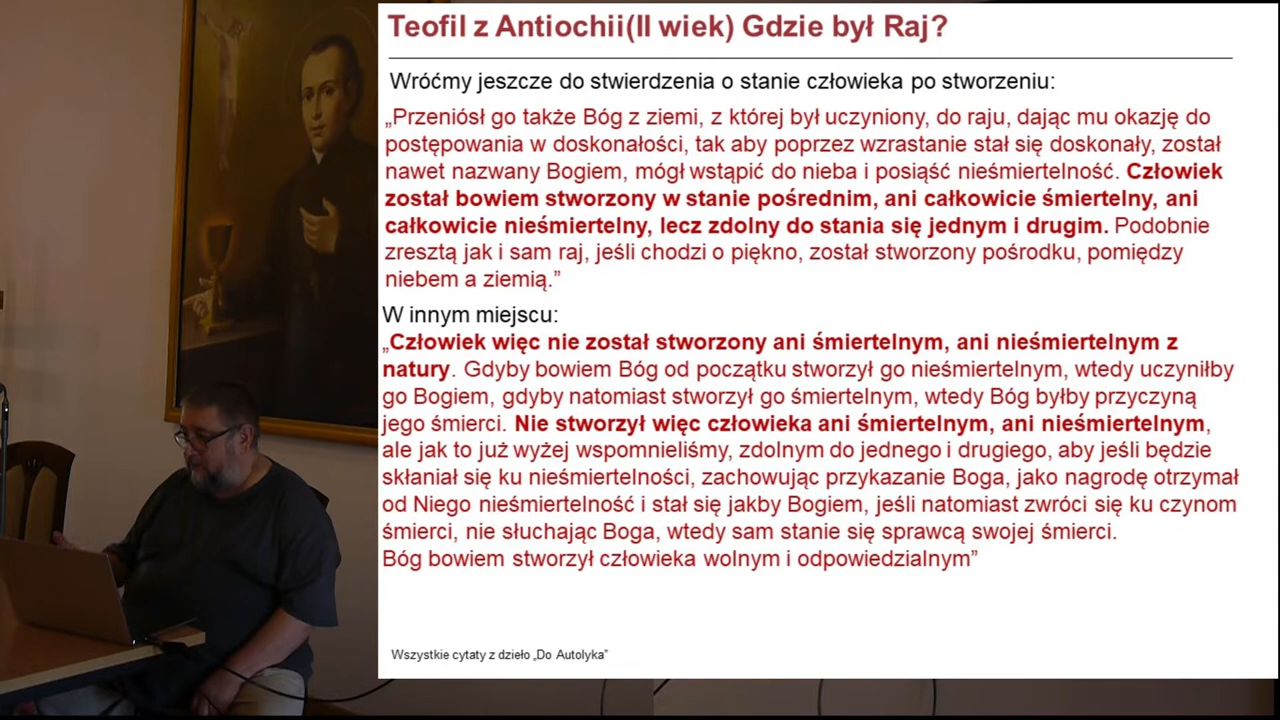 Teofil z Antiochii(II wiek) Gdzie był Raj?
Wróćmy jeszcze do stwierdzenia o stanie człowieka po stworzeniu:
„Przeniósł go także Bóg z ziemi, z której był uczyniony, do raju, dając mu okazję do
postępowania w doskonałości, tak aby poprzez wzrastanie stał się doskonały, został
nawet nazwany Bogiem, mógł wstąpić do nieba i posiąść nieśmiertelność. Człowiek
został bowiem stworzony w stanie pośrednim, ani całkowicie śmiertelny, ani
całkowicie nieśmiertelny, lecz zdolny do stania się jednym i drugim. Podobnie
zresztą jak i sam raj, jeśli chodzi o piękno, został stworzony pośrodku, pomiędzy
niebem a ziemią.”
W innym miejscu:
„Człowiek więc nie został stworzony ani śmiertelnym, ani nieśmiertelnym z
natury. Gdyby bowiem Bóg od początku stworzył go nieśmiertelnym, wtedy uczyniłby
go Bogiem, gdyby natomiast stworzył go śmiertelnym, wtedy Bóg byłby przyczyną
jego śmierci. Nie stworzył więc człowieka ani śmiertelnym, ani nieśmiertelnym,
ale jak to już wyżej wspomnieliśmy, zdolnym do jednego i drugiego, aby jeśli będzie
skłaniał się ku nieśmiertelności, zachowując przykazanie Boga, jako nagrodę otrzymał
od Niego nieśmiertelność i stał się jakby Bogiem, jeśli natomiast zwróci się ku czynom
śmierci, nie słuchając Boga, wtedy sam stanie się sprawcą swojej śmierci.
Bóg bowiem stworzył człowieka wolnym i odpowiedzialnym”
Wszystkie cytaty z dzieło „Do Autolyka”